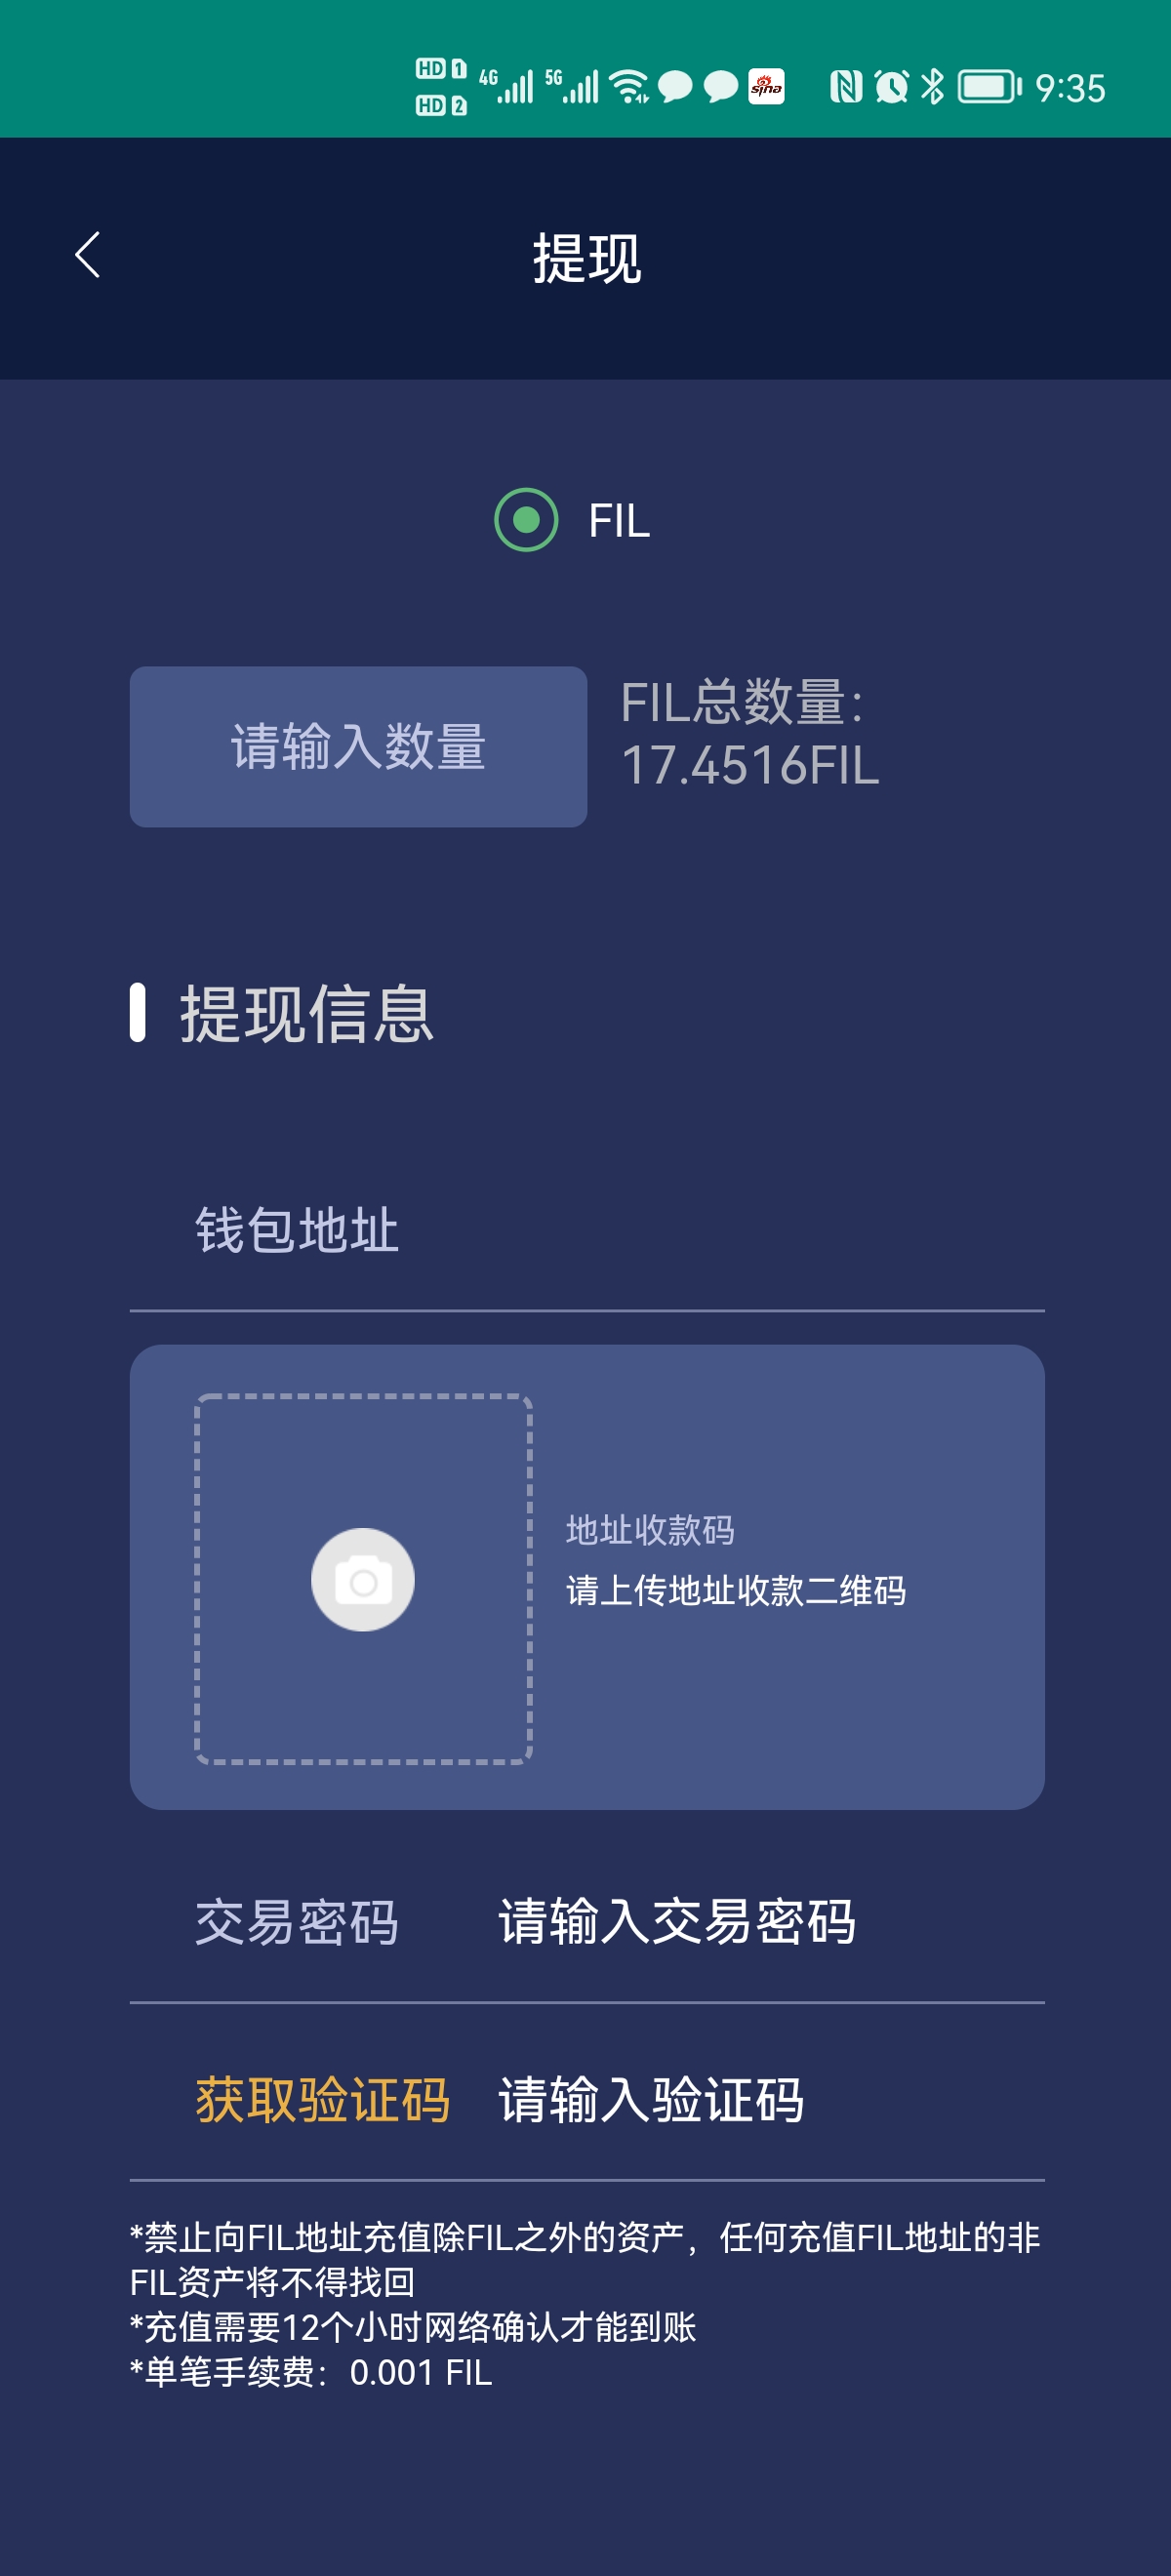 HD 1 4G 5G sina 9:35
HD 2
提现
FIL
请输入数量
FIL总数量：
17.4516FIL
提现信息
钱包地址
地址收款码
请上传地址收款二维码
交易密码 请输入交易密码
获取验证码 请输入验证码
*禁止向FIL地址充值除FIL之外的资产，任何充值FIL地址的非
FIL资产将不得找回
*充值需要12个小时网络确认才能到账
*单笔手续费：0.001 FIL